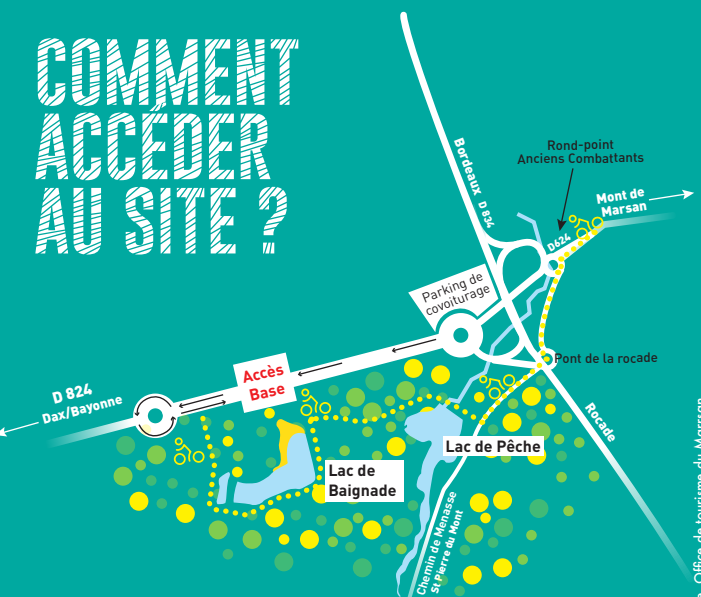 COMMENT
ACCÉDER
AU SITE ?
Bordeaux D 834
Rond-point
Anciens Combattants
Mont de
Marsan
D624
Parking de
covoiturage
Pont de la rocade
Accès
Base
D 824
Dax/Bayonne
Rocade
Lac de Pêche
Lac de
Baignade
Chemin de Menasse
St Pierre du Mont
Office de tourisme du Marsan